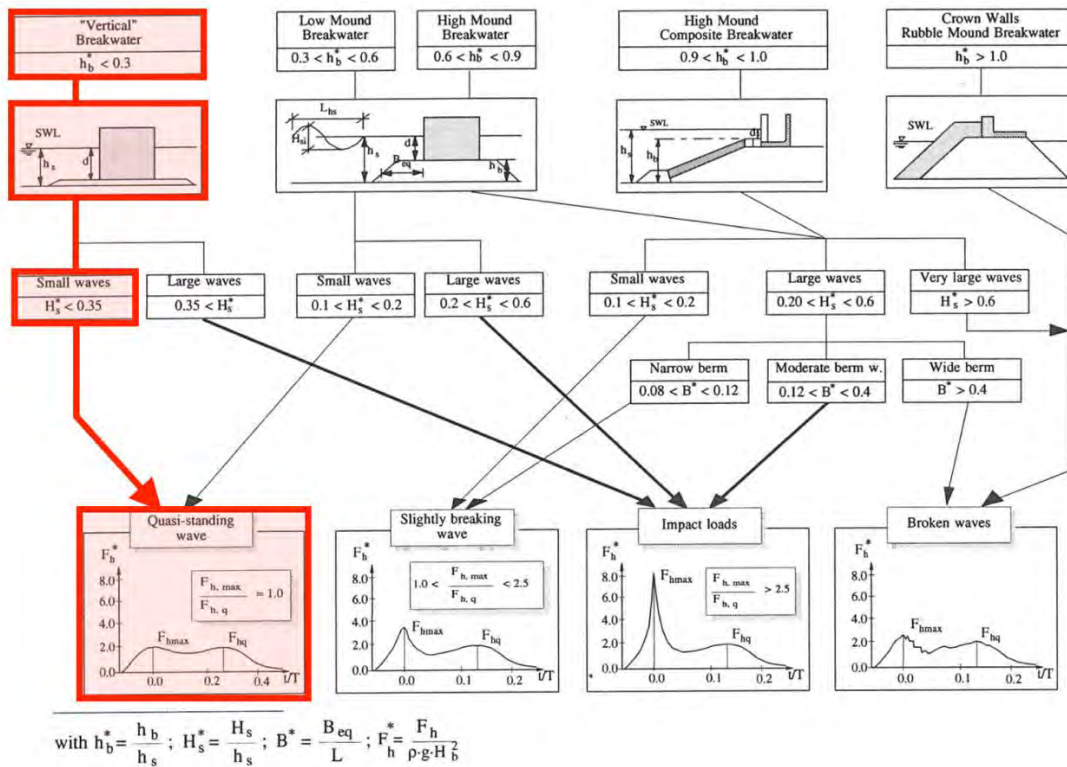 "Vertical"
Breakwater
h*b < 0.3
Low Mound
Breakwater
0.3 < h*b < 0.6
High Mound
Breakwater
0.6 < h*b < 0.9
High Mound
Composite Breakwater
0.9 < h*b < 1.0
Crown Walls
Rubble Mound Breakwater
h*b > 1.0
SWL
hs
d
Lhs
Hsi
hs
d
Beq
hb
SWL
hs
hb
d
SWL
Small waves
H*s < 0.35
Large waves
0.35 < H*s
Small waves
0.1 < H*s < 0.2
Large waves
0.2 < H*s < 0.6
Small waves
0.1 < H*s < 0.2
Large waves
0.20 < H*s < 0.6
Very large waves
H*s > 0.6
Narrow berm
0.08 < B* < 0.12
Moderate berm w.
0.12 < B* < 0.4
Wide berm
B* > 0.4
Quasi-standing
wave
F*h
8.0
6.0
4.0
2.0
0.0
Fh, max / Fh, q = 1.0
Fhmax
Fhq
0.0
0.2
0.4
t/T
Slightly breaking
wave
F*h
8.0
6.0
4.0
2.0
0.0
1.0 < Fh, max / Fh, q < 2.5
Fhmax
Fhq
0.0
0.1
0.2
t/T
Impact loads
F*h
8.0
6.0
4.0
2.0
0.0
Fh, max / Fh, q > 2.5
Fhmax
Fhq
0.0
0.1
0.2
t/T
Broken waves
F*h
8.0
6.0
4.0
2.0
0.0
Fhmax
Fhq
0.0
0.1
0.2
t/T
with h*b = hb / hs ; H*s = Hs / hs ; B* = Beq / L ; F*h = Fh / ρ·g·H²b